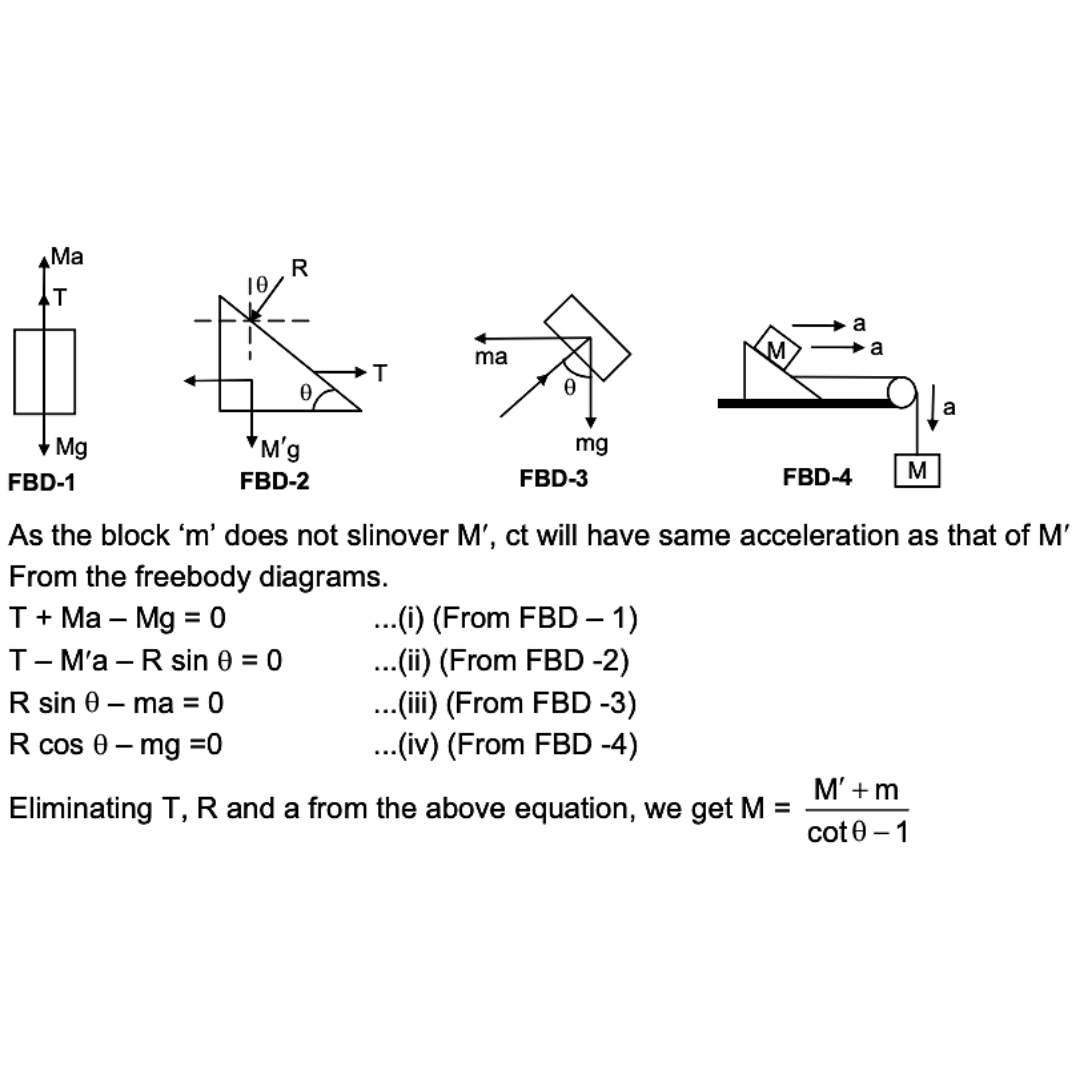 Ma
T
Mg
FBD-1
θ
R
T
θ
M′g
FBD-2
ma
θ
mg
FBD-3
a
M
a
a
M
FBD-4
As the block ‘m’ does not slinover M′, ct will have same acceleration as that of M′
From the freebody diagrams.
T + Ma – Mg = 0 ...(i) (From FBD – 1)
T – M′a – R sin θ = 0 ...(ii) (From FBD -2)
R sin θ – ma = 0 ...(iii) (From FBD -3)
R cos θ – mg =0 ...(iv) (From FBD -4)
Eliminating T, R and a from the above equation, we get M = (M′ + m)/(cot θ – 1)